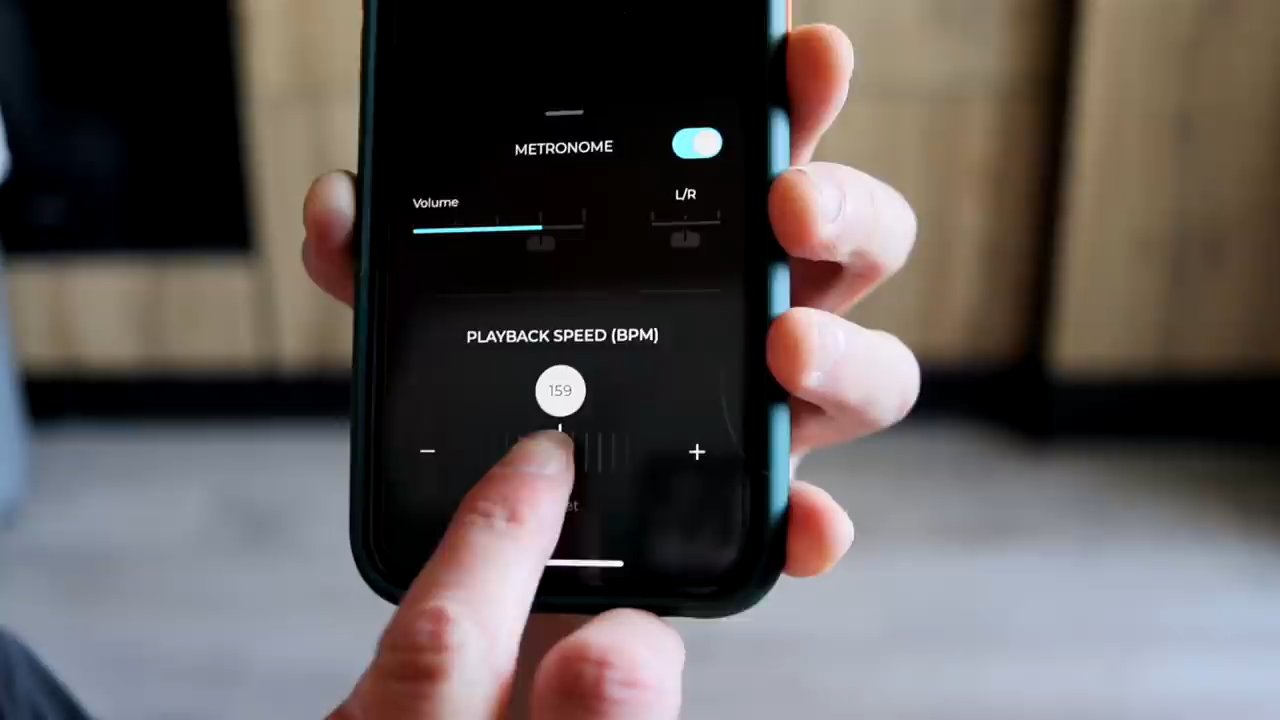 METRONOME
Volume
L/R
PLAYBACK SPEED (BPM)
159
− +